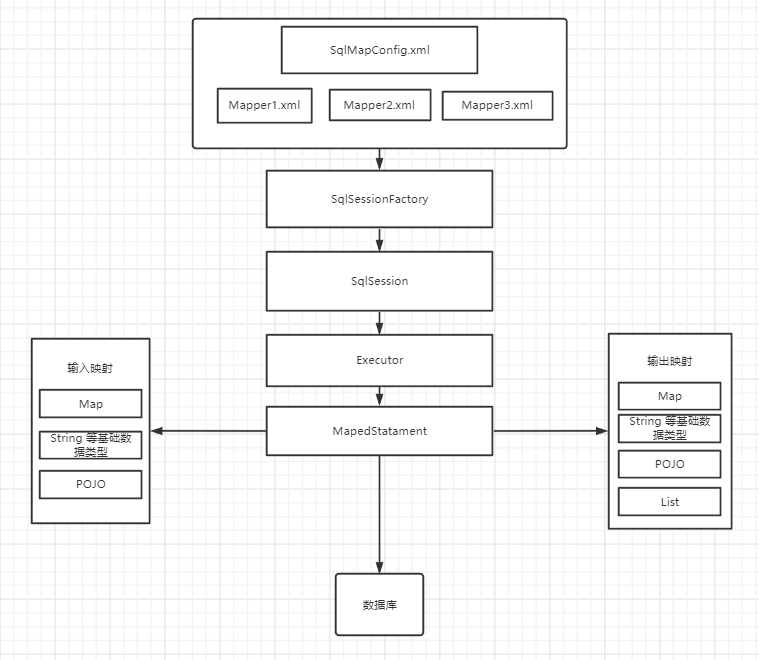 SqlMapConfig.xml
Mapper1.xml
Mapper2.xml
Mapper3.xml
SqlSessionFactory
SqlSession
Executor
MapedStatament
输入映射
Map
String 等基础数
据类型
POJO
输出映射
Map
String 等基础数
据类型
POJO
List
数据库